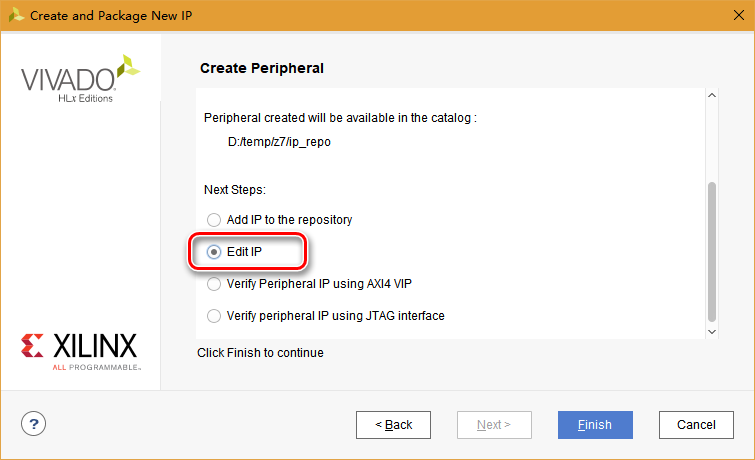 Create and Package New IP
VIVADO
HLx Editions
Create Peripheral
Peripheral created will be available in the catalog :
D:/temp/z7/ip_repo
Next Steps:
Add IP to the repository
Edit IP
Verify Peripheral IP using AXI4 VIP
Verify peripheral IP using JTAG interface
XILINX
ALL PROGRAMMABLE™
Click Finish to continue
?
< Back
Next >
Finish
Cancel